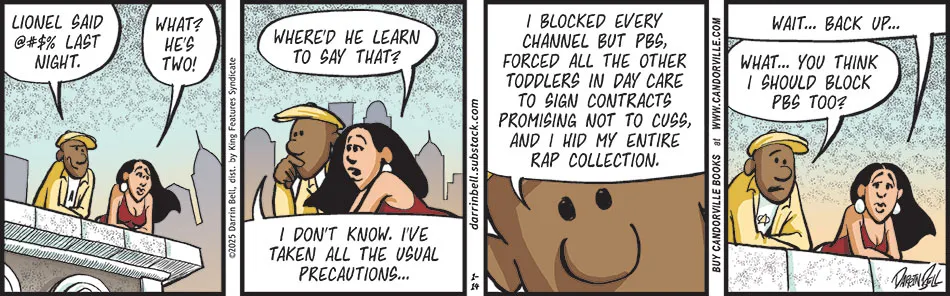 LIONEL SAID
@#$% LAST
NIGHT.
WHAT?
HE'S
TWO!
©2025 Darrin Bell, dist. by King Features Syndicate
WHERE'D HE LEARN
TO SAY THAT?
I DON'T KNOW. I'VE
TAKEN ALL THE USUAL
PRECAUTIONS...
darrinbell.substack.com
1-
14
I BLOCKED EVERY
CHANNEL BUT PBS,
FORCED ALL THE OTHER
TODDLERS IN DAY CARE
TO SIGN CONTRACTS
PROMISING NOT TO CUSS,
AND I HID MY ENTIRE
RAP COLLECTION.
BUY CANDORVILLE BOOKS at WWW.CANDORVILLE.COM
WAIT... BACK UP...
WHAT... YOU THINK
I SHOULD BLOCK
PBS TOO?
DARRIN BELL